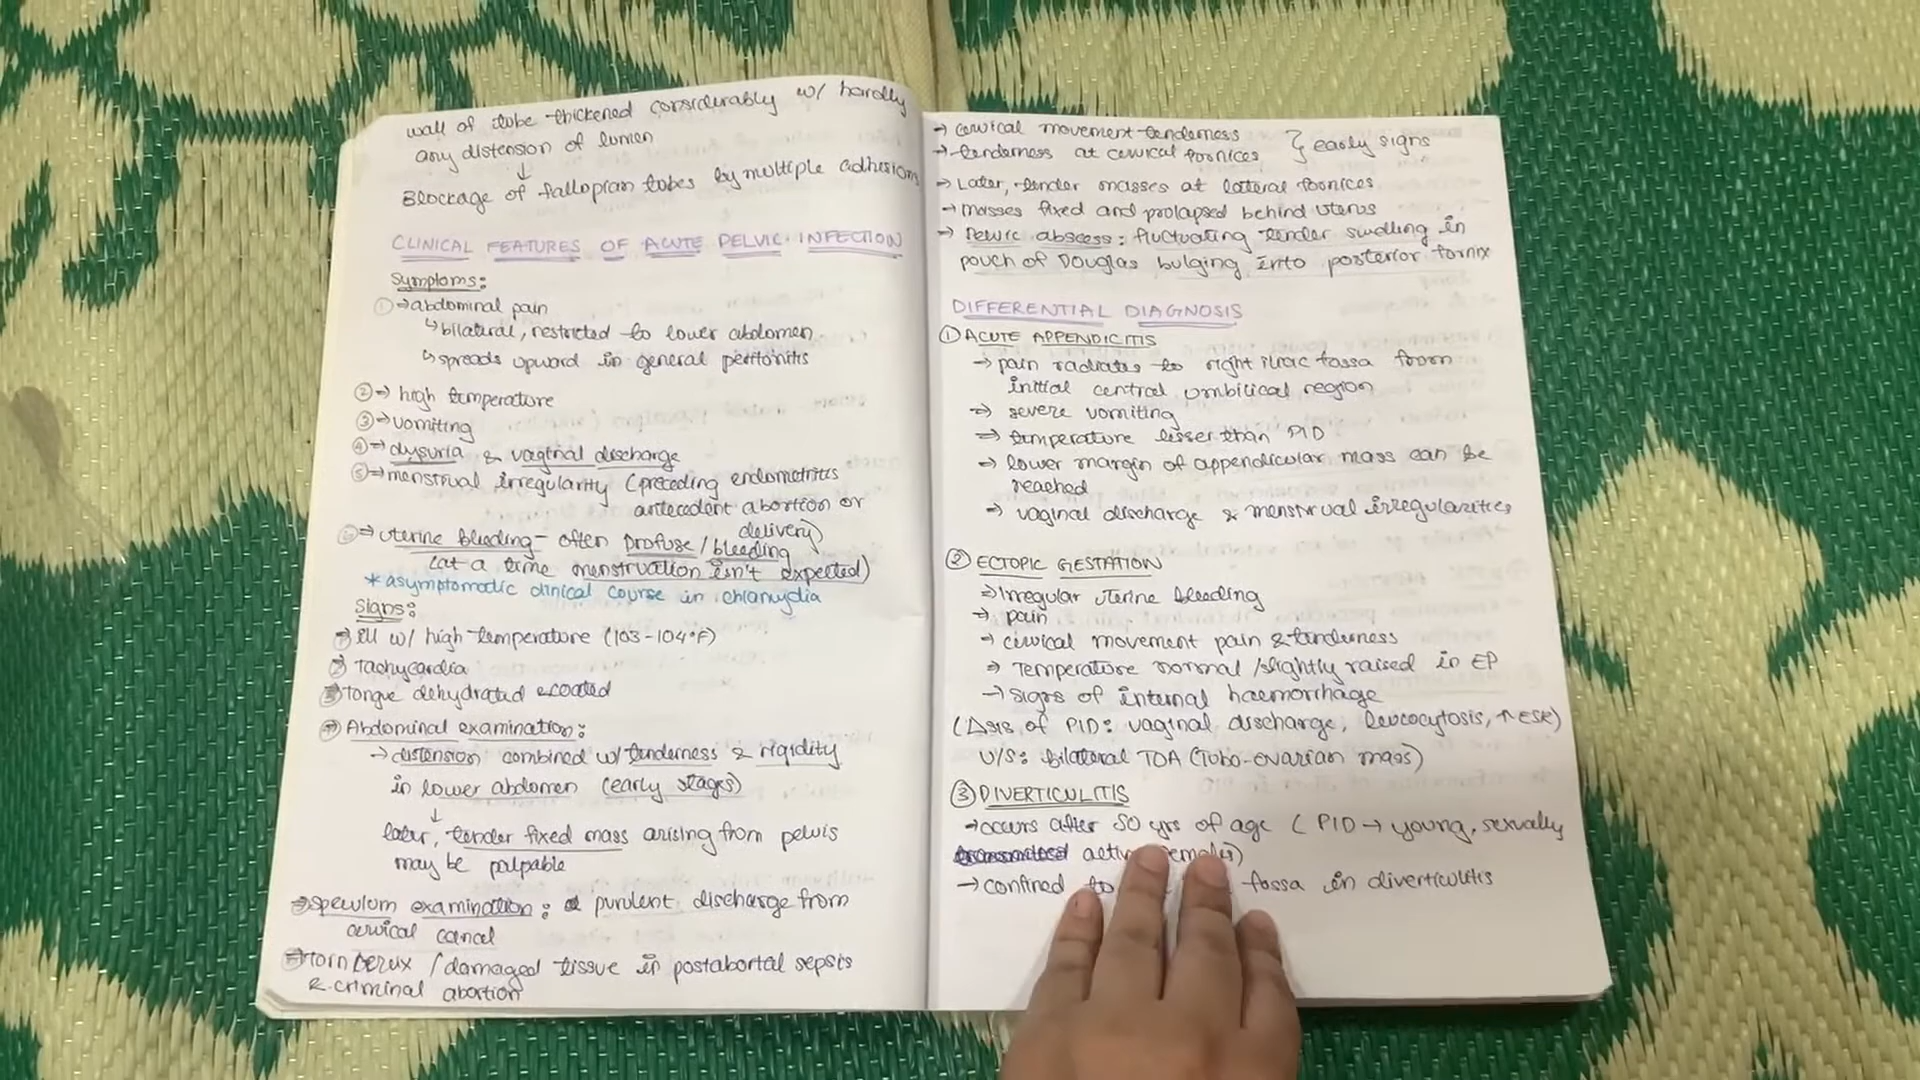 wall of tube thickened considerably w/ hardly
any distension of lumen
↓
Blockage of fallopian tubes by multiple adhesions
CLINICAL FEATURES OF ACUTE PELVIC INFECTION
Symptoms:
① → abdominal pain
↳ bilateral, restricted to lower abdomen
↳ spreads upward in general peritonitis
② → high temperature
③ → vomiting
④ → dysuria & vaginal discharge
⑤ → menstrual irregularity (preceding endometritis
antecedent abortion or
delivery)
⑥ → uterine bleeding - often profuse / bleeding
(at a time menstruation isn't expected)
* asymptomatic clinical course in chlamydia
Signs:
→ ill w/ high temperature (103-104°F)
→ Tachycardia
→ Tongue dehydrated & coated
→ Abdominal examination:
→ distension combined w/ tenderness & rigidity
in lower abdomen (early stages)
↓
later, tender fixed mass arising from pelvis
may be palpable
→ speculum examination: purulent discharge from
cervical canal
→ torn cervix / damaged tissue in postabortal sepsis
& criminal abortion
→ cervical movement tenderness
→ tenderness at cervical fornices } early signs
→ Later, tender masses at lateral fornices
→ masses fixed and prolapsed behind uterus
→ Pelvic abscess: fluctuating tender swelling in
pouch of Douglas bulging into posterior fornix
DIFFERENTIAL DIAGNOSIS
① ACUTE APPENDICITIS
→ pain radiates to right iliac fossa from
initial central umbilical region
→ severe vomiting
→ temperature lesser than PID
→ lower margin of appendicular mass can be
reached
→ vaginal discharge & menstrual irregularities
② ECTOPIC GESTATION
→ Irregular uterine bleeding
→ pain
→ cervical movement pain & tenderness
→ Temperature normal / slightly raised in EP
→ signs of internal haemorrhage
(Δsis of PID: vaginal discharge, leucocytosis, ↑ESR)
U/S: bilateral TOA (Tubo-ovarian mass)
③ DIVERTICULITIS
→ occurs after 50 yrs of age (PID → young, sexually
→ confined to fossa in diverticulitis